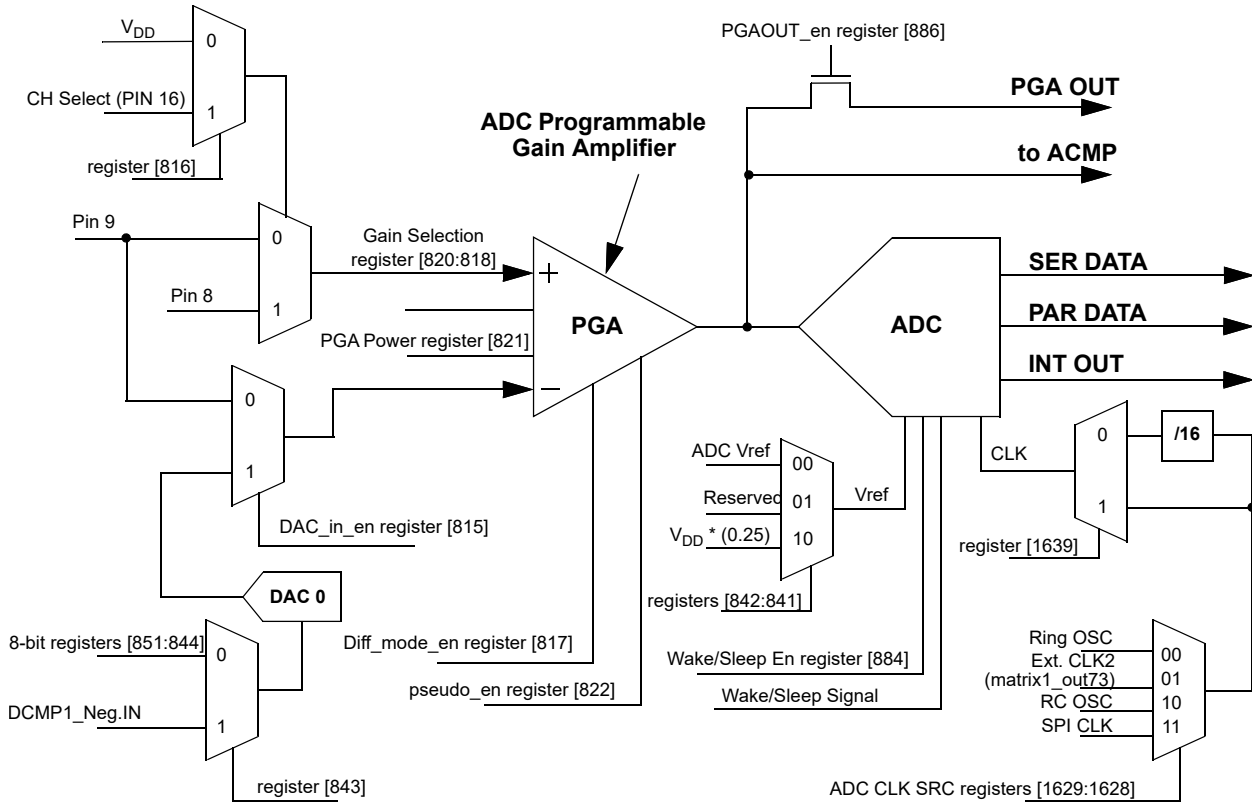 VDD
0
CH Select (PIN 16)
1
register [816]
PGAOUT_en register [886]
PGA OUT
ADC Programmable
Gain Amplifier
to ACMP
Pin 9
0
Pin 8
1
Gain Selection
register [820:818]
+
PGA
PGA Power register [821]
−
ADC
SER DATA
PAR DATA
INT OUT
0
1
DAC_in_en register [815]
DAC 0
8-bit registers [851:844]
0
DCMP1_Neg.IN
1
register [843]
Diff_mode_en register [817]
pseudo_en register [822]
ADC Vref
00
Reserved
01
VDD * (0.25)
10
Vref
registers [842:841]
Wake/Sleep En register [884]
Wake/Sleep Signal
CLK
0
/16
1
register [1639]
Ring OSC
00
Ext. CLK2
(matrix1_out73)
01
RC OSC
10
SPI CLK
11
ADC CLK SRC registers [1629:1628]